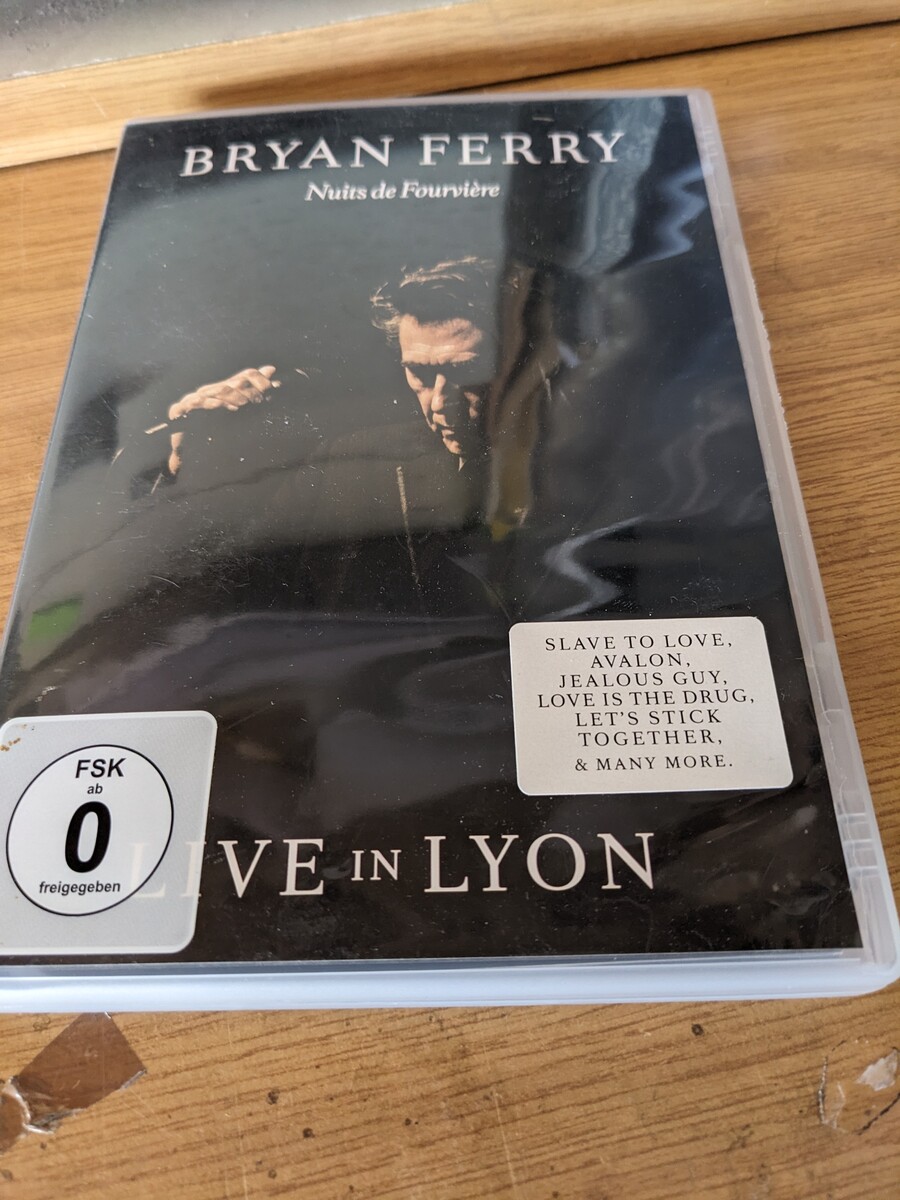 BRYAN FERRY
Nuits de Fourvière
SLAVE TO LOVE,
AVALON,
JEALOUS GUY,
LOVE IS THE DRUG,
LET'S STICK
TOGETHER,
& MANY MORE.
FSK
ab
0
freigegeben
LIVE IN LYON